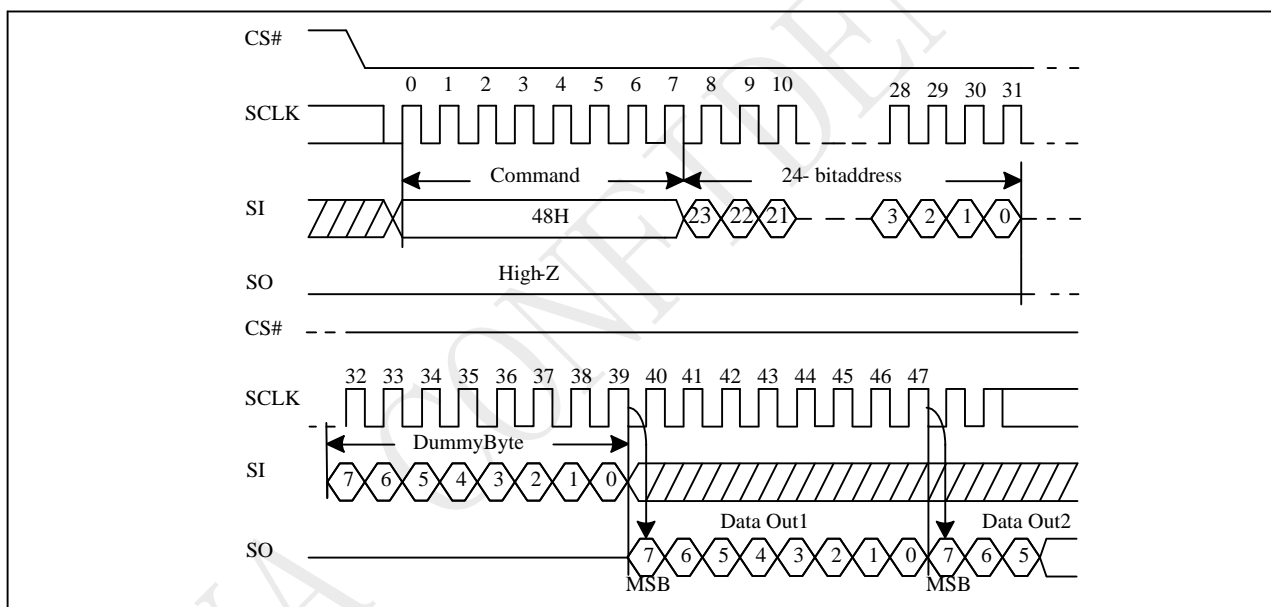 CS#
0 1 2 3 4 5 6 7 8 9 10 28 29 30 31
SCLK
Command 24- bitaddress
SI 48H 23 22 21 3 2 1 0
High-Z
SO
CS#
32 33 34 35 36 37 38 39 40 41 42 43 44 45 46 47
SCLK
DummyByte
SI 7 6 5 4 3 2 1 0
Data Out1 Data Out2
SO 7 6 5 4 3 2 1 0 7 6 5
MSB MSB
CONFIDEN